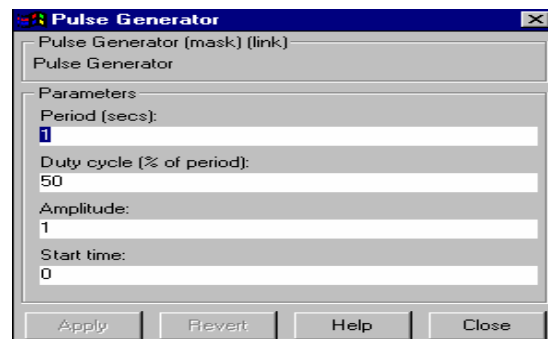 Pulse Generator
Pulse Generator (mask) (link)
Pulse Generator
Parameters
Period (secs):
1
Duty cycle (% of period):
50
Amplitude:
1
Start time:
0
Apply Revert Help Close